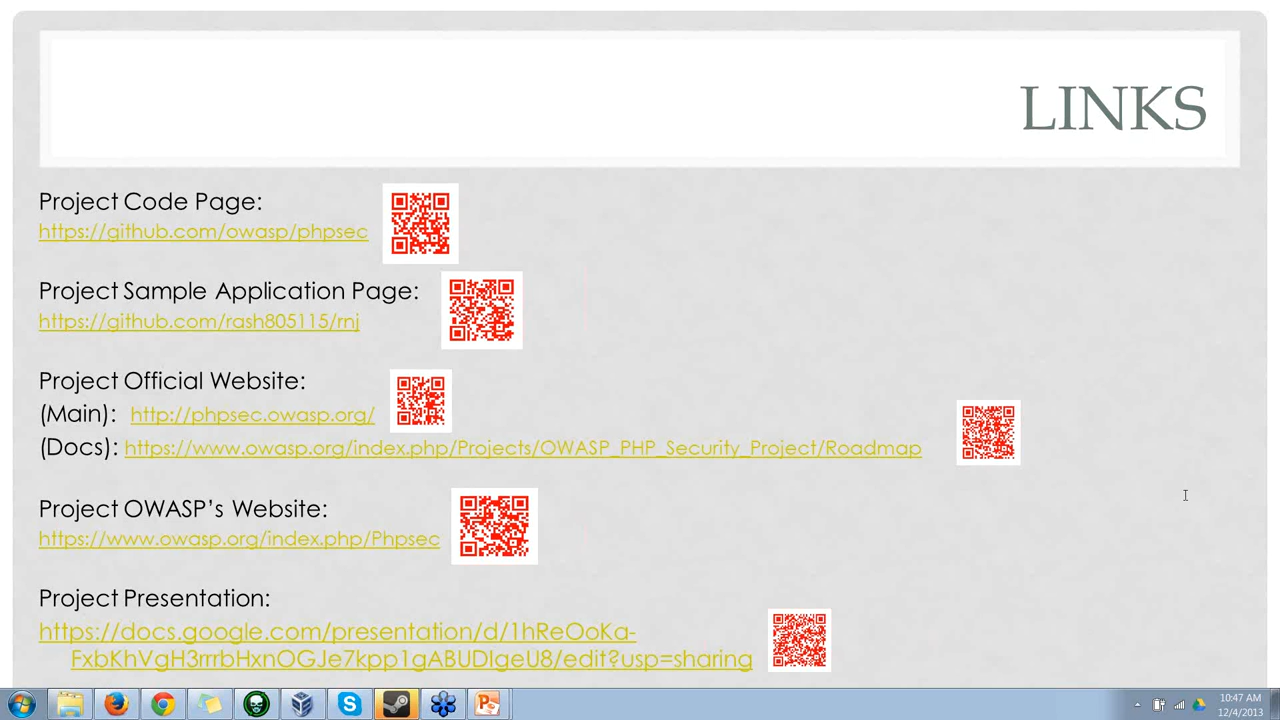 LINKS
Project Code Page:
https://github.com/owasp/phpsec
Project Sample Application Page:
https://github.com/rash805115/rnj
Project Official Website:
(Main): http://phpsec.owasp.org/
(Docs): https://www.owasp.org/index.php/Projects/OWASP_PHP_Security_Project/Roadmap
Project OWASP's Website:
https://www.owasp.org/index.php/Phpsec
Project Presentation:
https://docs.google.com/presentation/d/1hReOoKa-
FxbKhVgH3rrrbHxnOGJe7kpp1gABUDIgeU8/edit?usp=sharing
10:47 AM
12/4/2013